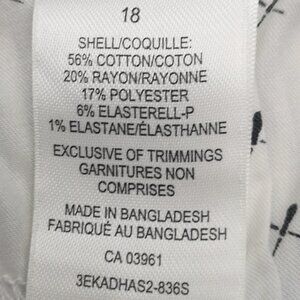 18
SHELL/COQUILLE:
56% COTTON/COTON
20% RAYON/RAYONNE
17% POLYESTER
6% ELASTERELL-P
1% ELASTANE/ÉLASTHANNE
EXCLUSIVE OF TRIMMINGS
GARNITURES NON
COMPRISES
MADE IN BANGLADESH
FABRIQUÉ AU BANGLADESH
CA 03961
3EKADHAS2-836S